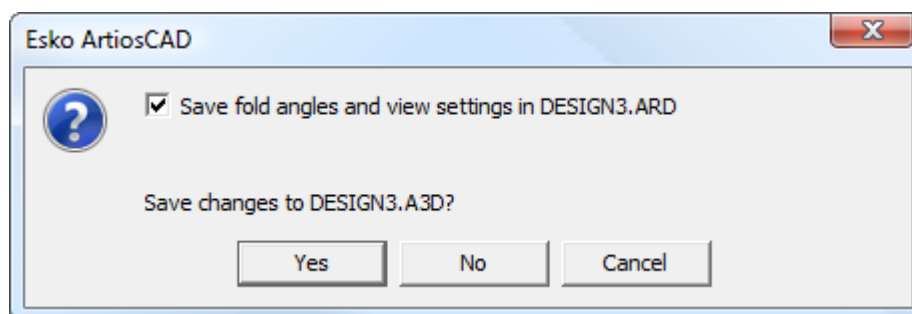 Esko ArtiosCAD
Save fold angles and view settings in DESIGN3.ARD
Save changes to DESIGN3.A3D?
Yes No Cancel